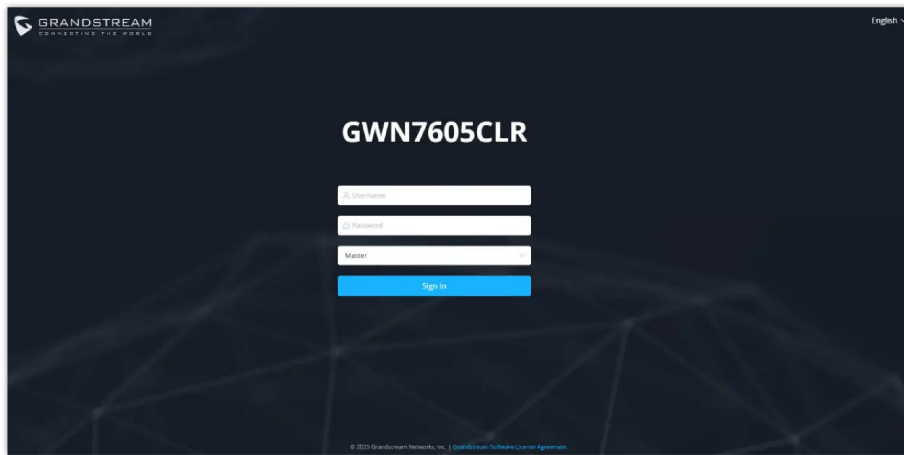 GRANDSTREAM
CONNECTING THE WORLD
English
GWN7605CLR
Username
Password
Master
Sign In
© 2025 Grandstream Networks, Inc. | Grandstream Software License Agreement